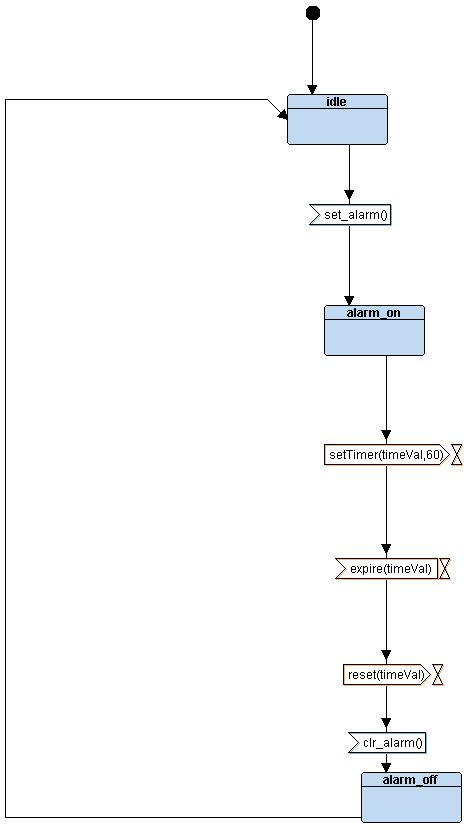 idle
set_alarm()
alarm_on
setTimer(timeVal,60)
expire(timeVal)
reset(timeVal)
clr_alarm()
alarm_off